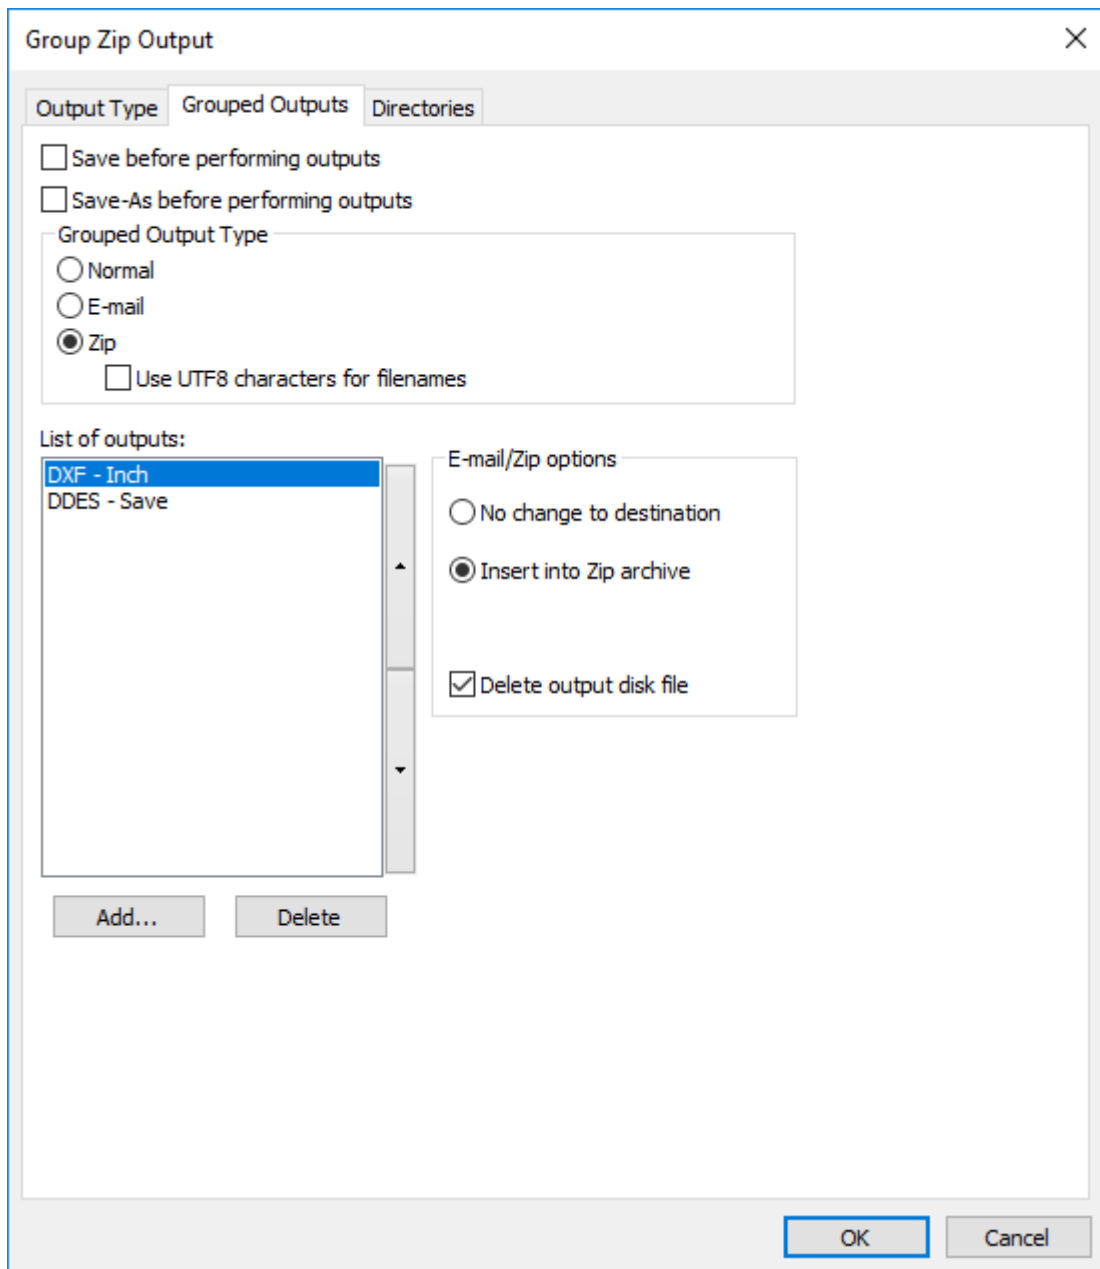 Group Zip Output
Output Type Grouped Outputs Directories
Save before performing outputs
Save-As before performing outputs
Grouped Output Type
Normal
E-mail
Zip
Use UTF8 characters for filenames
List of outputs:
DXF - Inch
DDES - Save
E-mail/Zip options
No change to destination
Insert into Zip archive
Delete output disk file
Add... Delete
OK Cancel